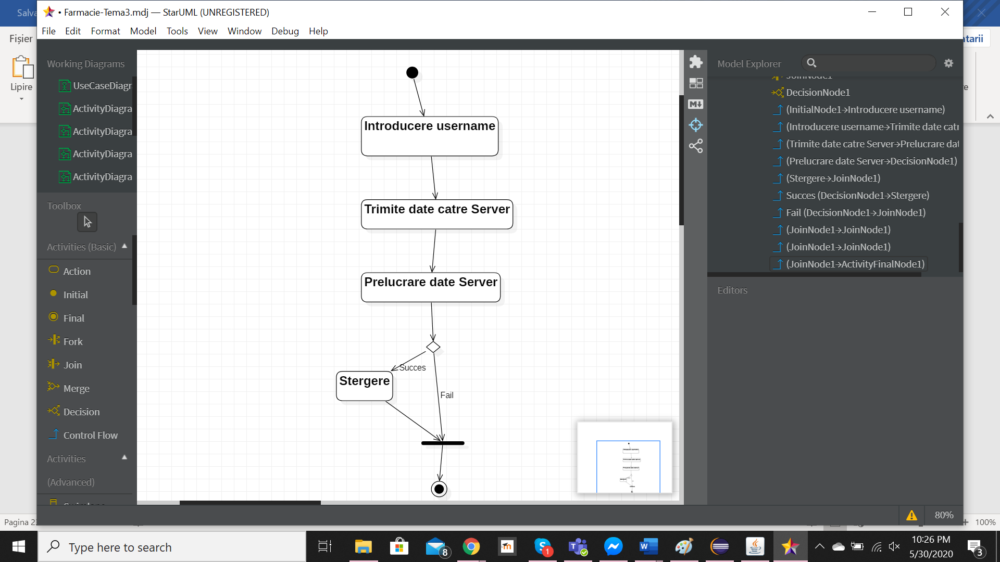 Salva
• Farmacie-Tema3.mdj — StarUML (UNREGISTERED)
File Edit Format Model Tools View Window Debug Help
Fișier
Lipire
tarii
e
Working Diagrams
UseCaseDiagr
ActivityDiagra
ActivityDiagra
ActivityDiagra
ActivityDiagra
Toolbox
Activities (Basic)
Action
Initial
Final
Fork
Join
Merge
Decision
Control Flow
Activities
(Advanced)
Swimlane
Introducere username
Trimite date catre Server
Prelucrare date Server
Succes
Stergere
Fail
Model Explorer
JoinNode1
DecisionNode1
(InitialNode1→Introducere username)
(Introducere username→Trimite date catr
(Trimite date catre Server→Prelucrare dat
(Prelucrare date Server→DecisionNode1)
(Stergere→JoinNode1)
Succes (DecisionNode1→Stergere)
Fail (DecisionNode1→JoinNode1)
(JoinNode1→JoinNode1)
(JoinNode1→JoinNode1)
(JoinNode1→ActivityFinalNode1)
Editors
80%
Pagina 2
100%
Type here to search
8
1
10:26 PM
5/30/2020
3